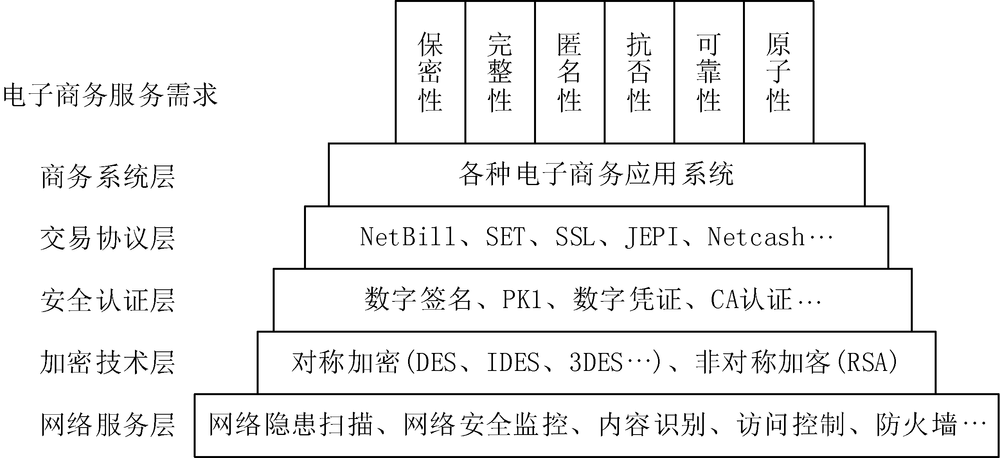 保密性
完整性
匿名性
抗否性
可靠性
原子性
电子商务服务需求
商务系统层
各种电子商务应用系统
交易协议层
NetBill、SET、SSL、JEPI、Netcash…
安全认证层
数字签名、PK1、数字凭证、CA认证…
加密技术层
对称加密(DES、IDES、3DES…)、非对称加客(RSA)
网络服务层
网络隐患扫描、网络安全监控、内容识别、访问控制、防火墙…